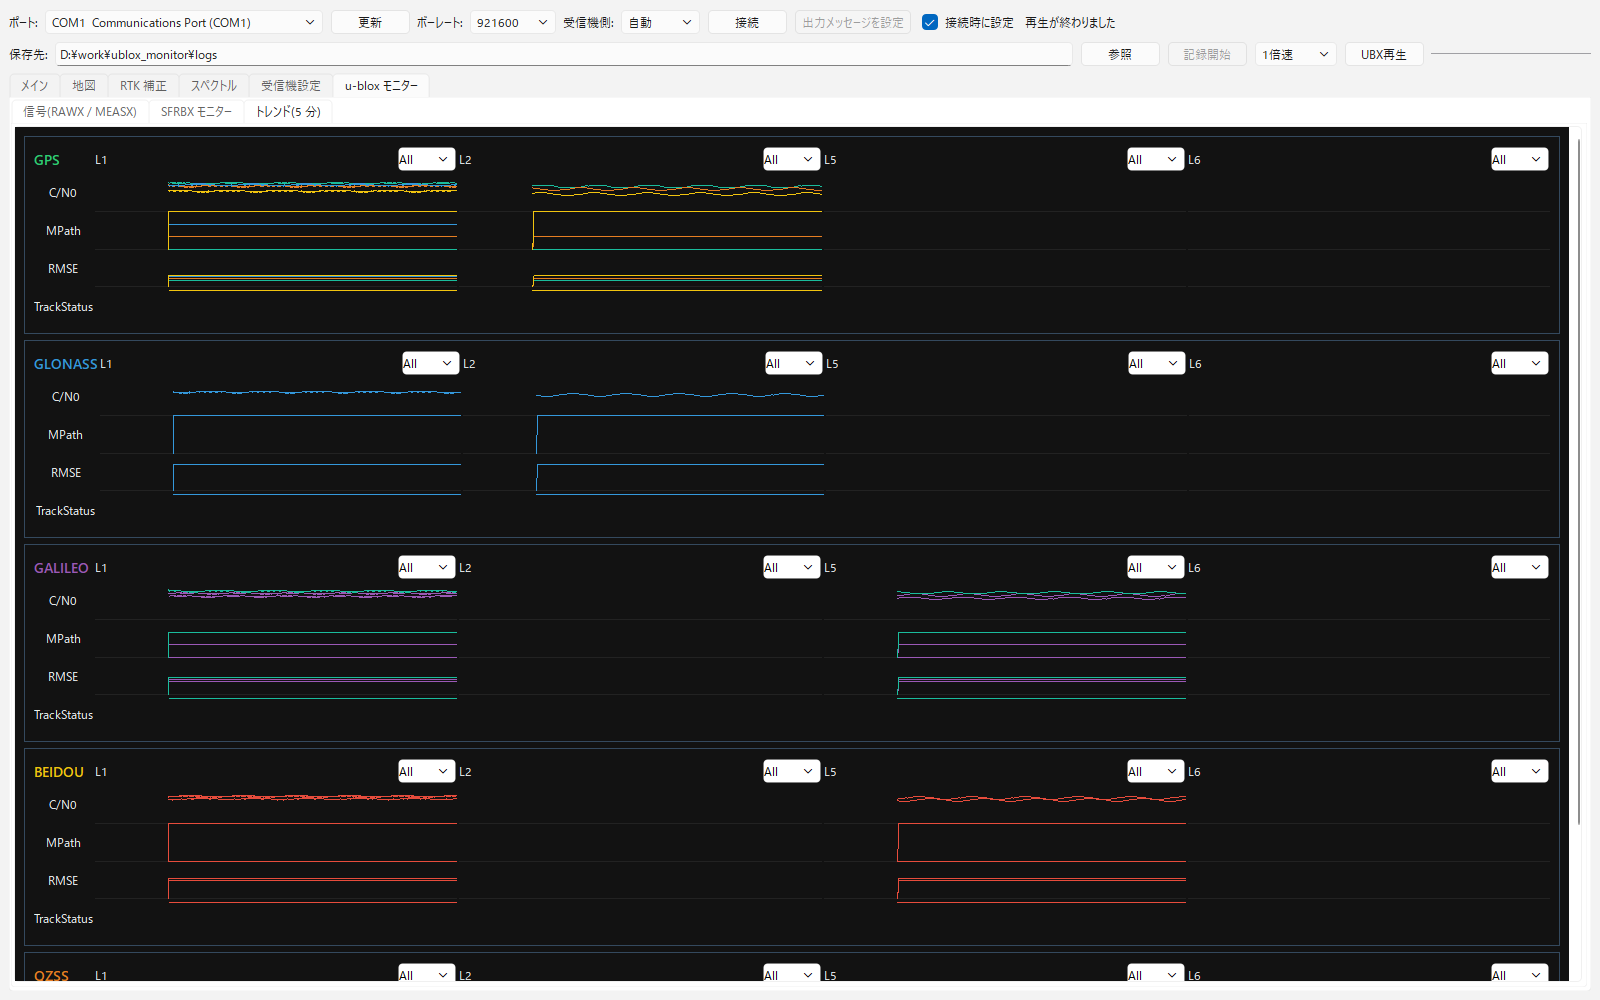 ポート: COM1 Communications Port (COM1) 更新 ボーレート: 921600 受信機側: 自動 接続 出力メッセージを設定 接続時に設定 再生が終わりました
保存先: D:¥work¥ublox_monitor¥logs 参照 記録開始 1倍速 UBX再生
メイン 地図 RTK 補正 スペクトル 受信機設定 u-blox モニター
信号(RAWX / MEASX) SFRBX モニター トレンド(5 分)
GPS L1 All L2 All L5 All L6 All
C/N0
MPath
RMSE
TrackStatus
GLONASS L1 All L2 All L5 All L6 All
C/N0
MPath
RMSE
TrackStatus
GALILEO L1 All L2 All L5 All L6 All
C/N0
MPath
RMSE
TrackStatus
BEIDOU L1 All L2 All L5 All L6 All
C/N0
MPath
RMSE
TrackStatus
QZSS L1 All L2 All L5 All L6 All